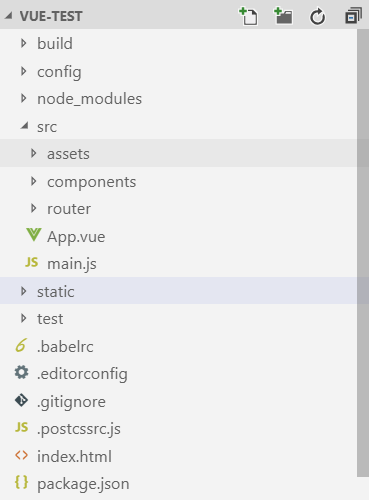 VUE-TEST
build
config
node_modules
src
assets
components
router
App.vue
JS main.js
static
test
.babelrc
.editorconfig
.gitignore
JS .postcssrc.js
<> index.html
{ } package.json